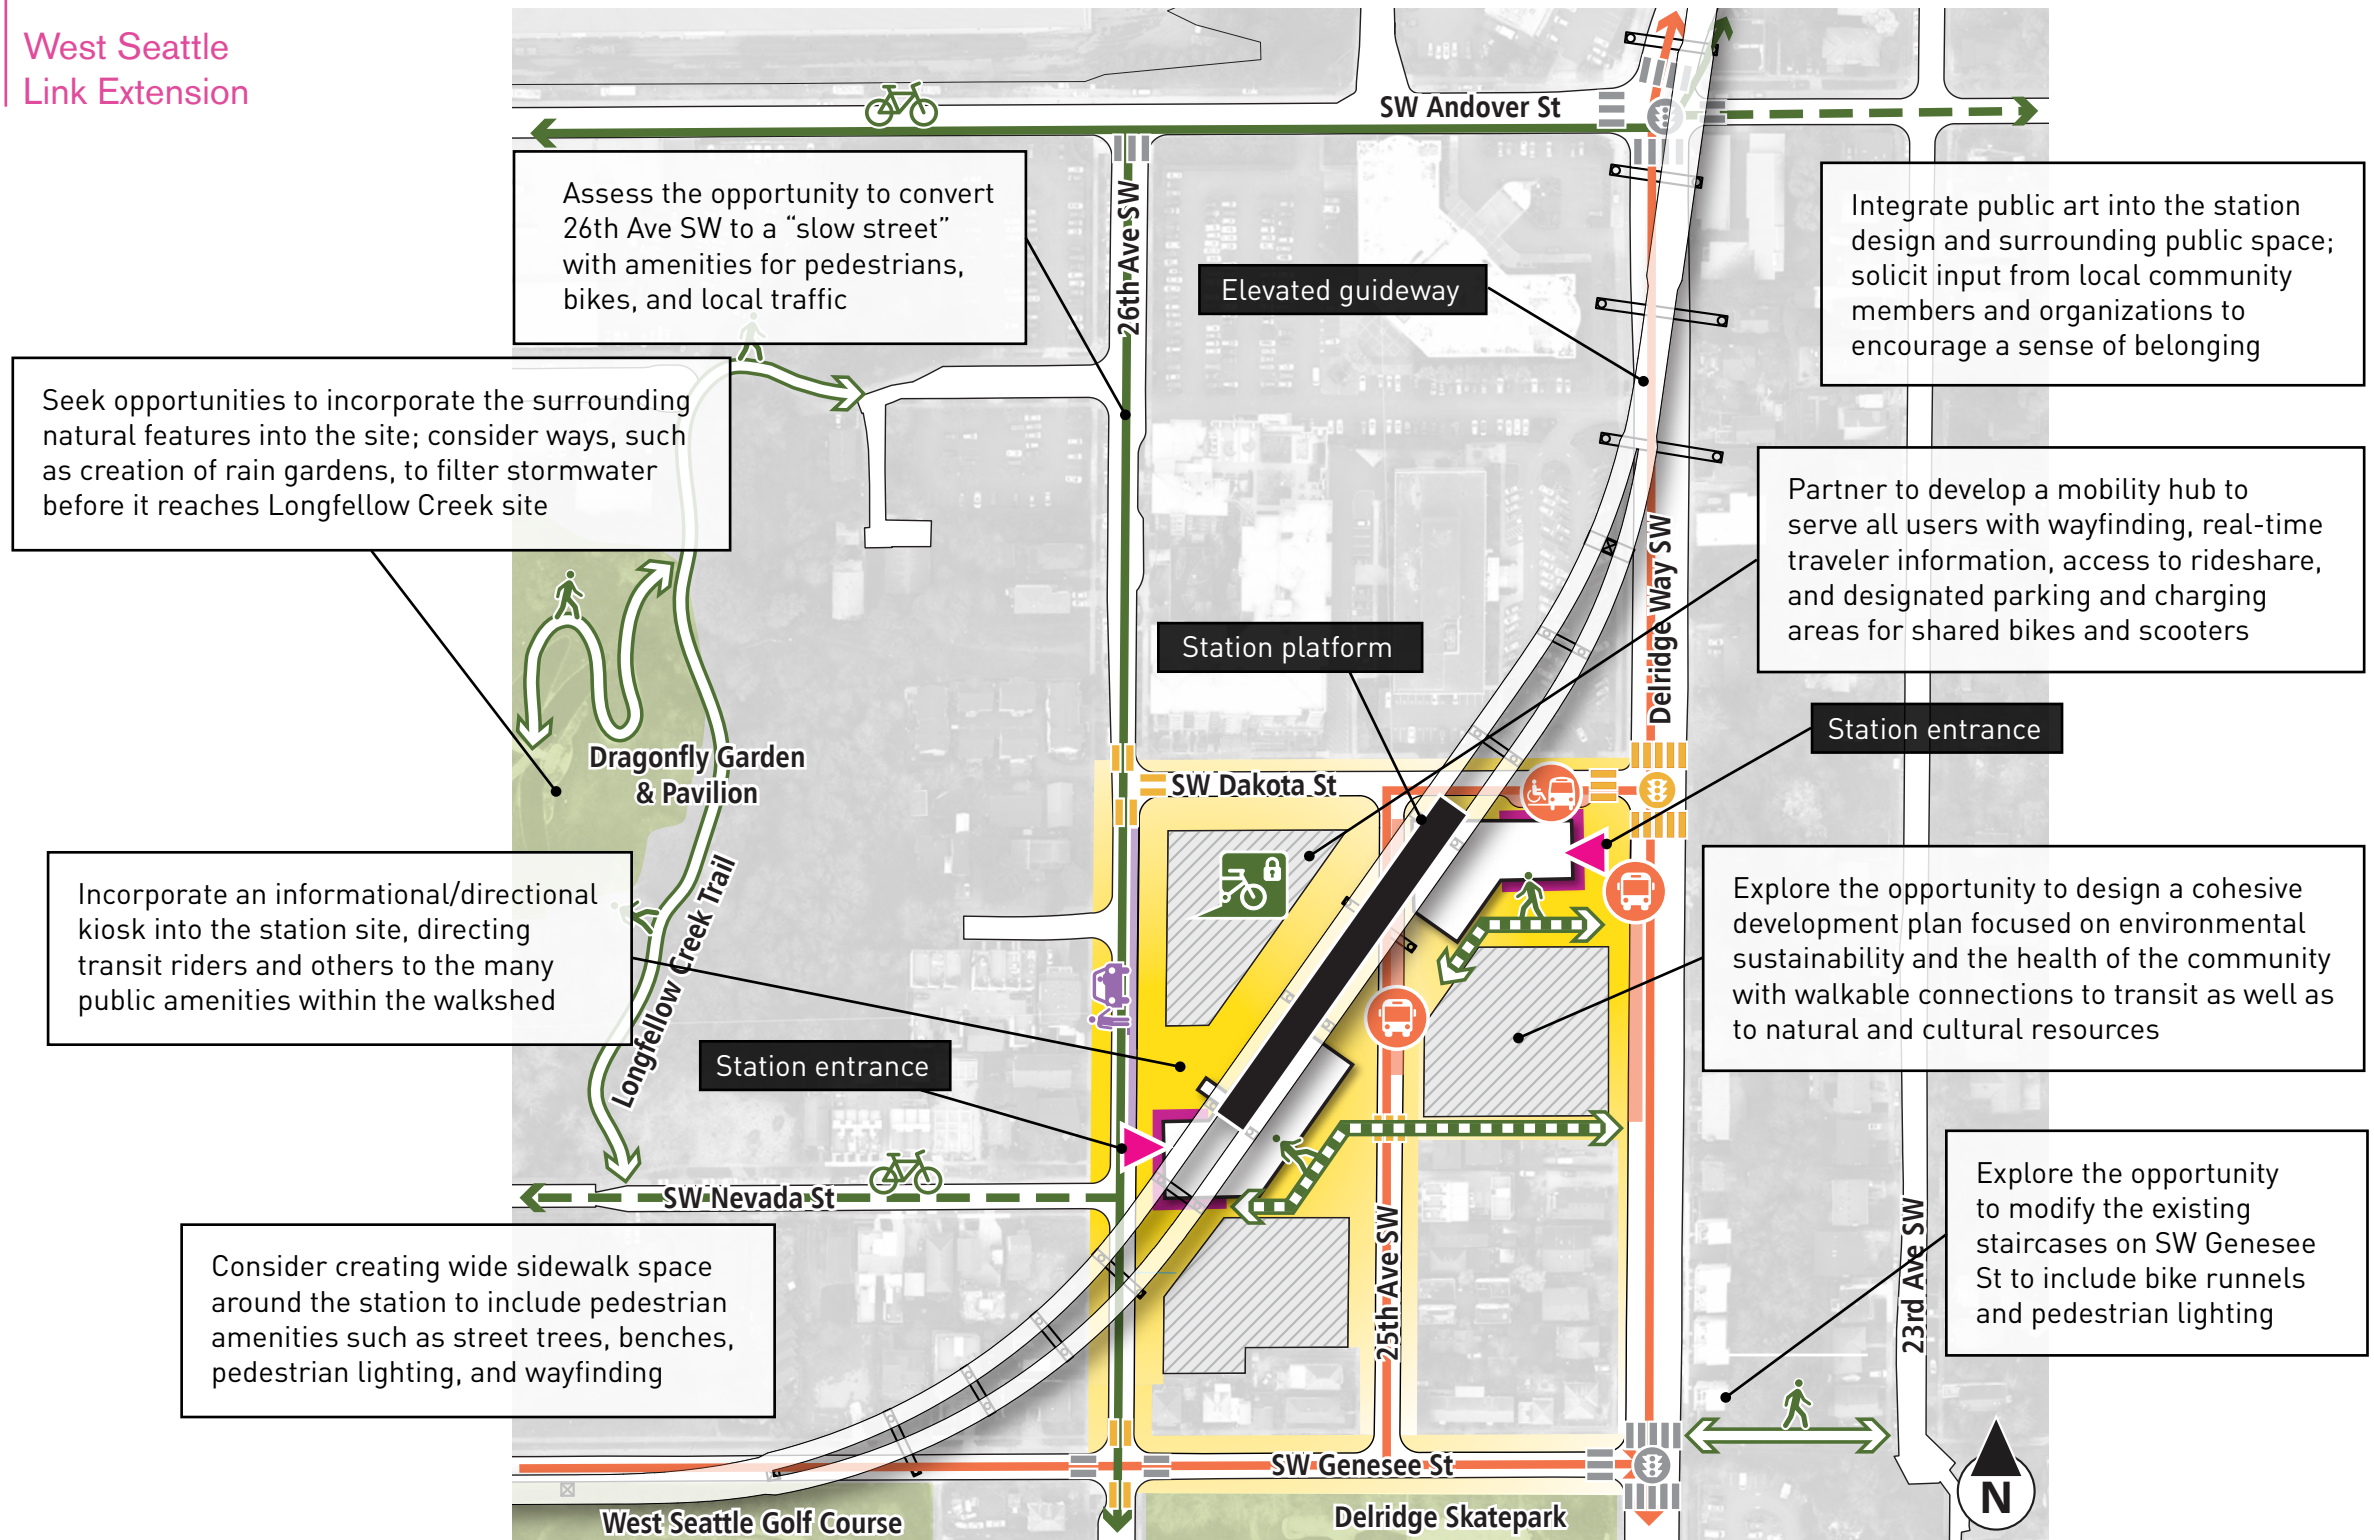 West Seattle
Link Extension
SW Andover St
Assess the opportunity to convert
26th Ave SW to a “slow street”
with amenities for pedestrians,
bikes, and local traffic
26th Ave SW
Elevated guideway
Integrate public art into the station
design and surrounding public space;
solicit input from local community
members and organizations to
encourage a sense of belonging
Seek opportunities to incorporate the surrounding
natural features into the site; consider ways, such
as creation of rain gardens, to filter stormwater
before it reaches Longfellow Creek site
Partner to develop a mobility hub to
serve all users with wayfinding, real-time
traveler information, access to rideshare,
and designated parking and charging
areas for shared bikes and scooters
Delridge Way SW
Station platform
Station entrance
Dragonfly Garden
& Pavilion
SW Dakota St
Incorporate an informational/directional
kiosk into the station site, directing
transit riders and others to the many
public amenities within the walkshed
Longfellow Creek Trail
Explore the opportunity to design a cohesive
development plan focused on environmental
sustainability and the health of the community
with walkable connections to transit as well as
to natural and cultural resources
Station entrance
SW Nevada St
Explore the opportunity
to modify the existing
staircases on SW Genesee
St to include bike runnels
and pedestrian lighting
Consider creating wide sidewalk space
around the station to include pedestrian
amenities such as street trees, benches,
pedestrian lighting, and wayfinding
25th Ave SW
23rd Ave SW
SW Genesee St
West Seattle Golf Course
Delridge Skatepark
N